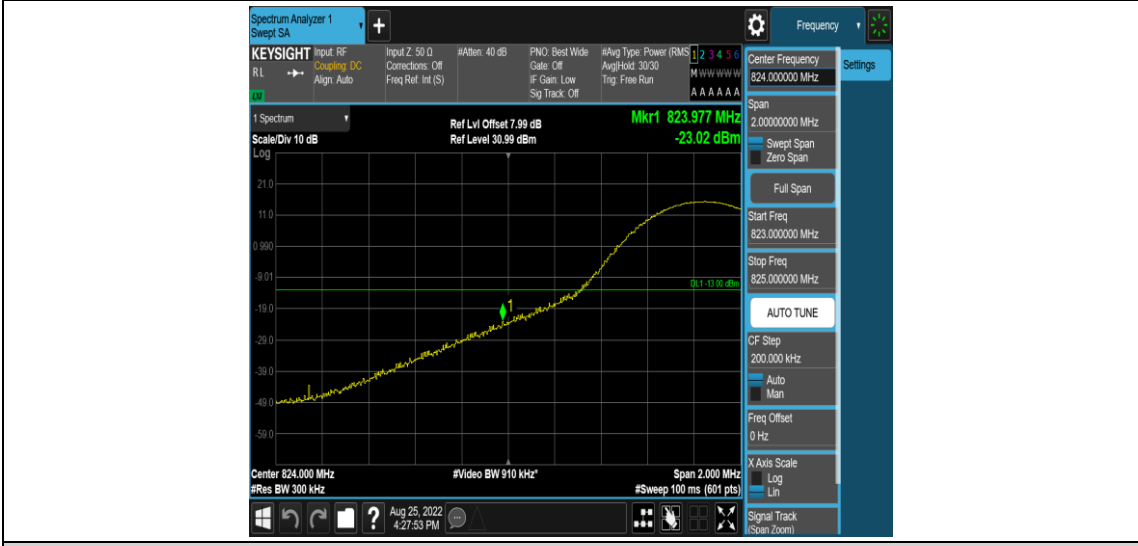 Spectrum Analyzer 1
Swept SA
+
Frequency
KEYSIGHT
RL
Input: RF
Coupling: DC
Align: Auto
Input Z: 50 Ω
Corrections: Off
Freq Ref: Int (S)
#Atten: 40 dB
PNO: Best Wide
Gate: Off
IF Gain: Low
Sig Track: Off
#Avg Type: Power (RMS
Avg|Hold: 30/30
Trig: Free Run
1 2 3 4 5 6
M W W W W W
A A A A A A
1 Spectrum
Scale/Div 10 dB
Log
Ref Lvl Offset 7.99 dB
Ref Level 30.99 dBm
Mkr1 823.977 MHz
-23.02 dBm
21.0
11.0
0.990
-9.01
-19.0
-29.0
-39.0
-49.0
-59.0
DL1 -13.00 dBm
1
Center 824.000 MHz
#Res BW 300 kHz
#Video BW 910 kHz*
Span 2.000 MHz
#Sweep 100 ms (601 pts)
?
Aug 25, 2022
4:27:53 PM
Center Frequency
824.000000 MHz
Span
2.00000000 MHz
Swept Span
Zero Span
Full Span
Start Freq
823.000000 MHz
Stop Freq
825.000000 MHz
AUTO TUNE
CF Step
200.000 kHz
Auto
Man
Freq Offset
0 Hz
X Axis Scale
Log
Lin
Signal Track
(Span Zoom)
Settings